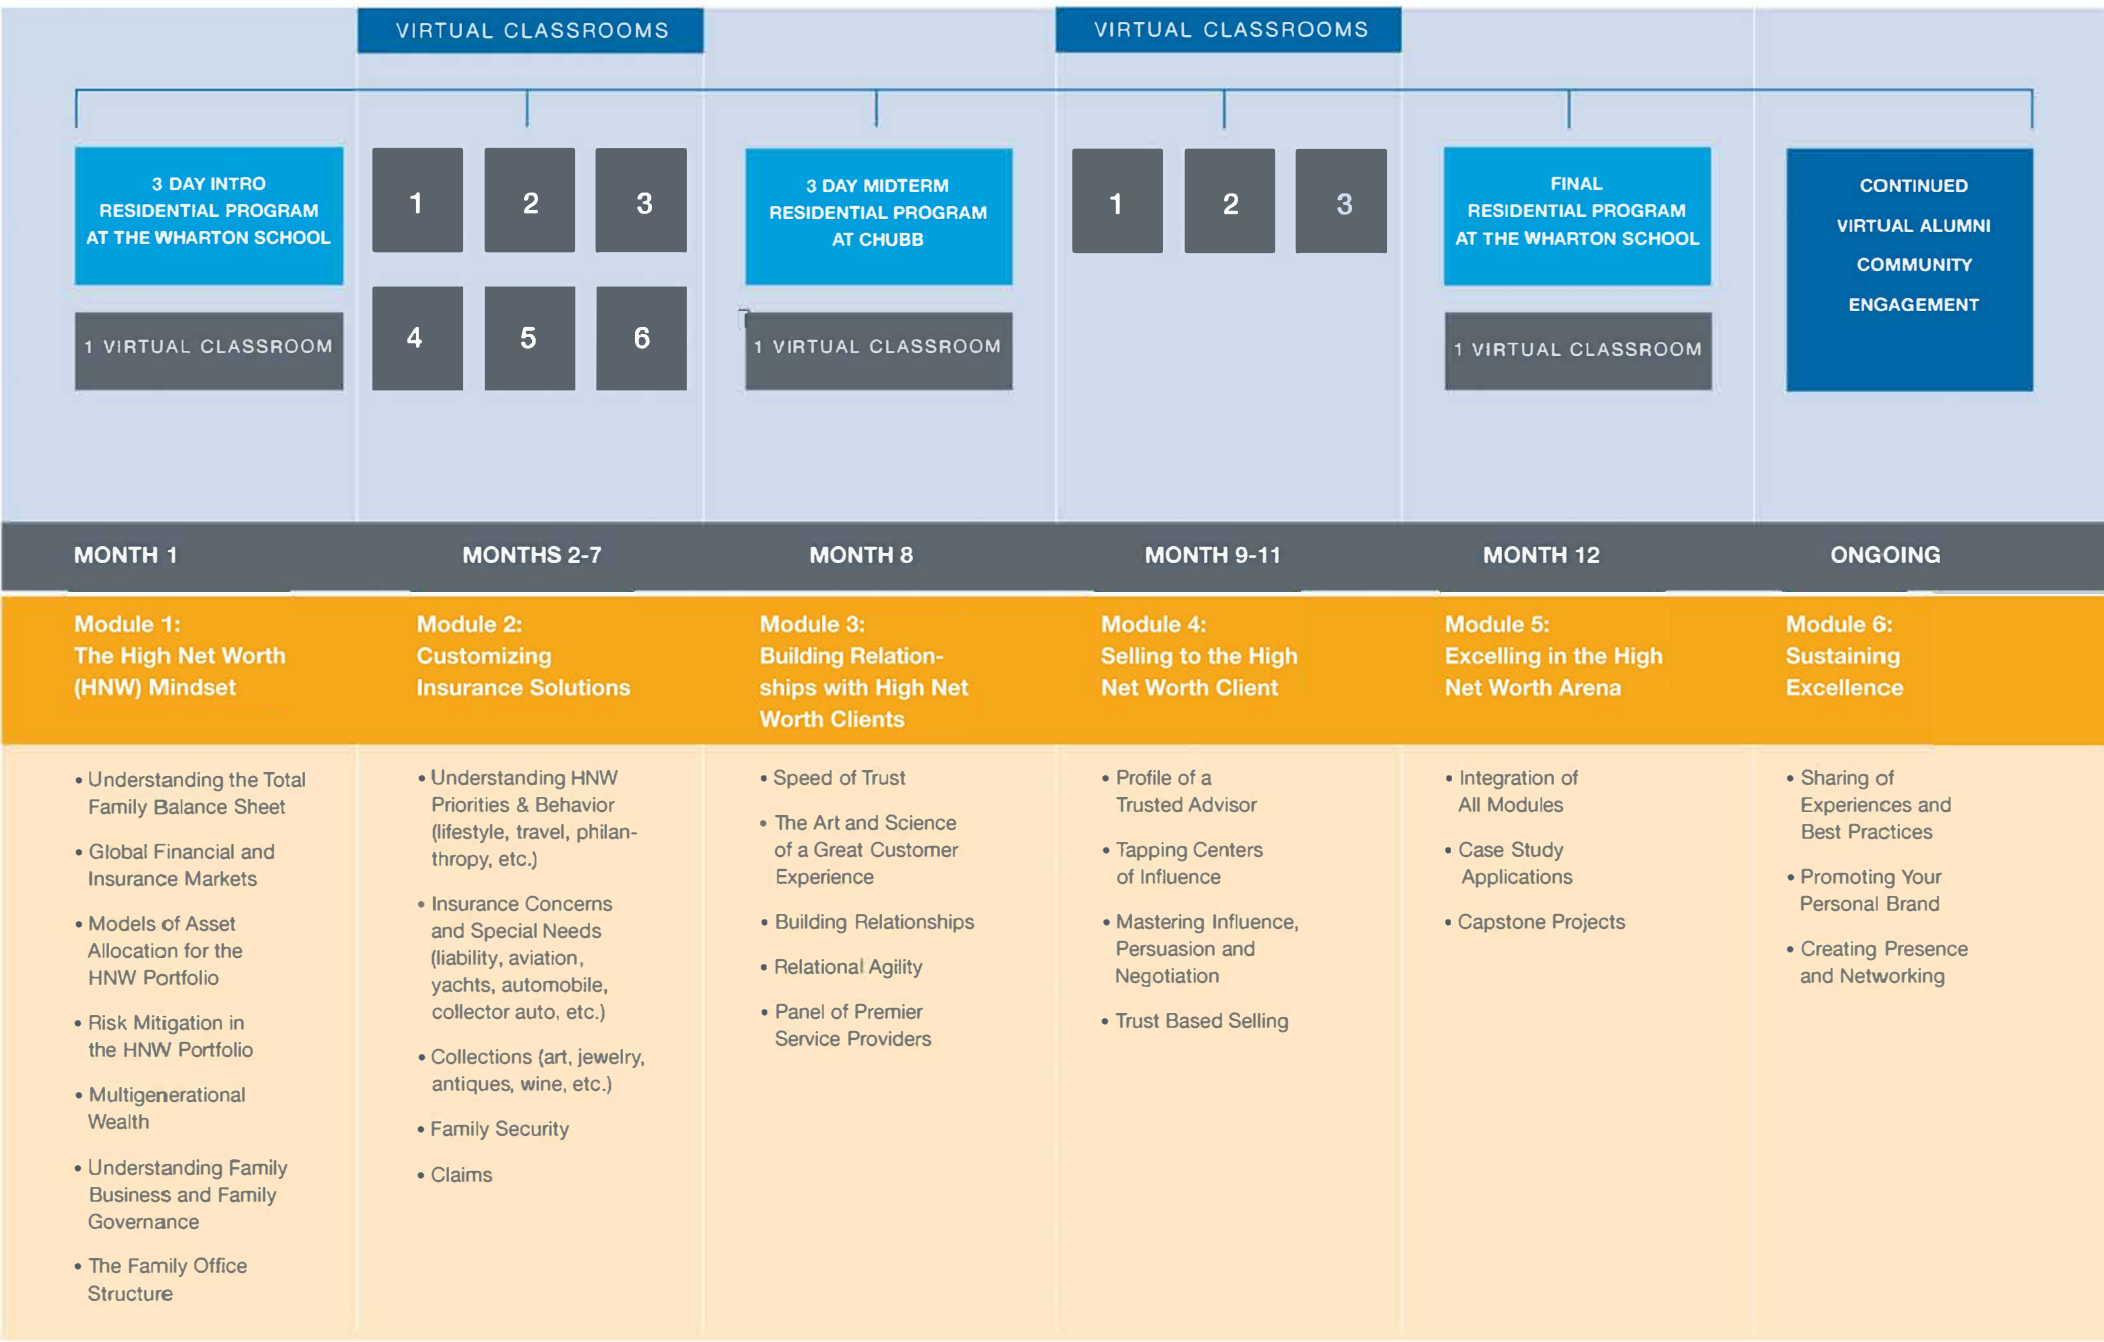 VIRTUAL CLASSROOMS
VIRTUAL CLASSROOMS
3 DAY INTRO
RESIDENTIAL PROGRAM
AT THE WHARTON SCHOOL
1 VIRTUAL CLASSROOM
1
2
3
4
5
6
3 DAY MIDTERM
RESIDENTIAL PROGRAM
AT CHUBB
1 VIRTUAL CLASSROOM
1
2
3
FINAL
RESIDENTIAL PROGRAM
AT THE WHARTON SCHOOL
1 VIRTUAL CLASSROOM
CONTINUED
VIRTUAL ALUMNI
COMMUNITY
ENGAGEMENT
MONTH 1
MONTHS 2-7
MONTH 8
MONTH 9-11
MONTH 12
ONGOING
Module 1:
The High Net Worth
(HNW) Mindset
Module 2:
Customizing
Insurance Solutions
Module 3:
Building Relation-
ships with High Net
Worth Clients
Module 4:
Selling to the High
Net Worth Client
Module 5:
Excelling in the High
Net Worth Arena
Module 6:
Sustaining
Excellence
• Understanding the Total
Family Balance Sheet
• Global Financial and
Insurance Markets
• Models of Asset
Allocation for the
HNW Portfolio
• Risk Mitigation in
the HNW Portfolio
• Multigenerational
Wealth
• Understanding Family
Business and Family
Governance
• The Family Office
Structure
• Understanding HNW
Priorities & Behavior
(lifestyle, travel, philan-
thropy, etc.)
• Insurance Concerns
and Special Needs
(liability, aviation,
yachts, automobile,
collector auto, etc.)
• Collections (art, jewelry,
antiques, wine, etc.)
• Family Security
• Claims
• Speed of Trust
• The Art and Science
of a Great Customer
Experience
• Building Relationships
• Relational Agility
• Panel of Premier
Service Providers
• Profile of a
Trusted Advisor
• Tapping Centers
of Influence
• Mastering Influence,
Persuasion and
Negotiation
• Trust Based Selling
• Integration of
All Modules
• Case Study
Applications
• Capstone Projects
• Sharing of
Experiences and
Best Practices
• Promoting Your
Personal Brand
• Creating Presence
and Networking